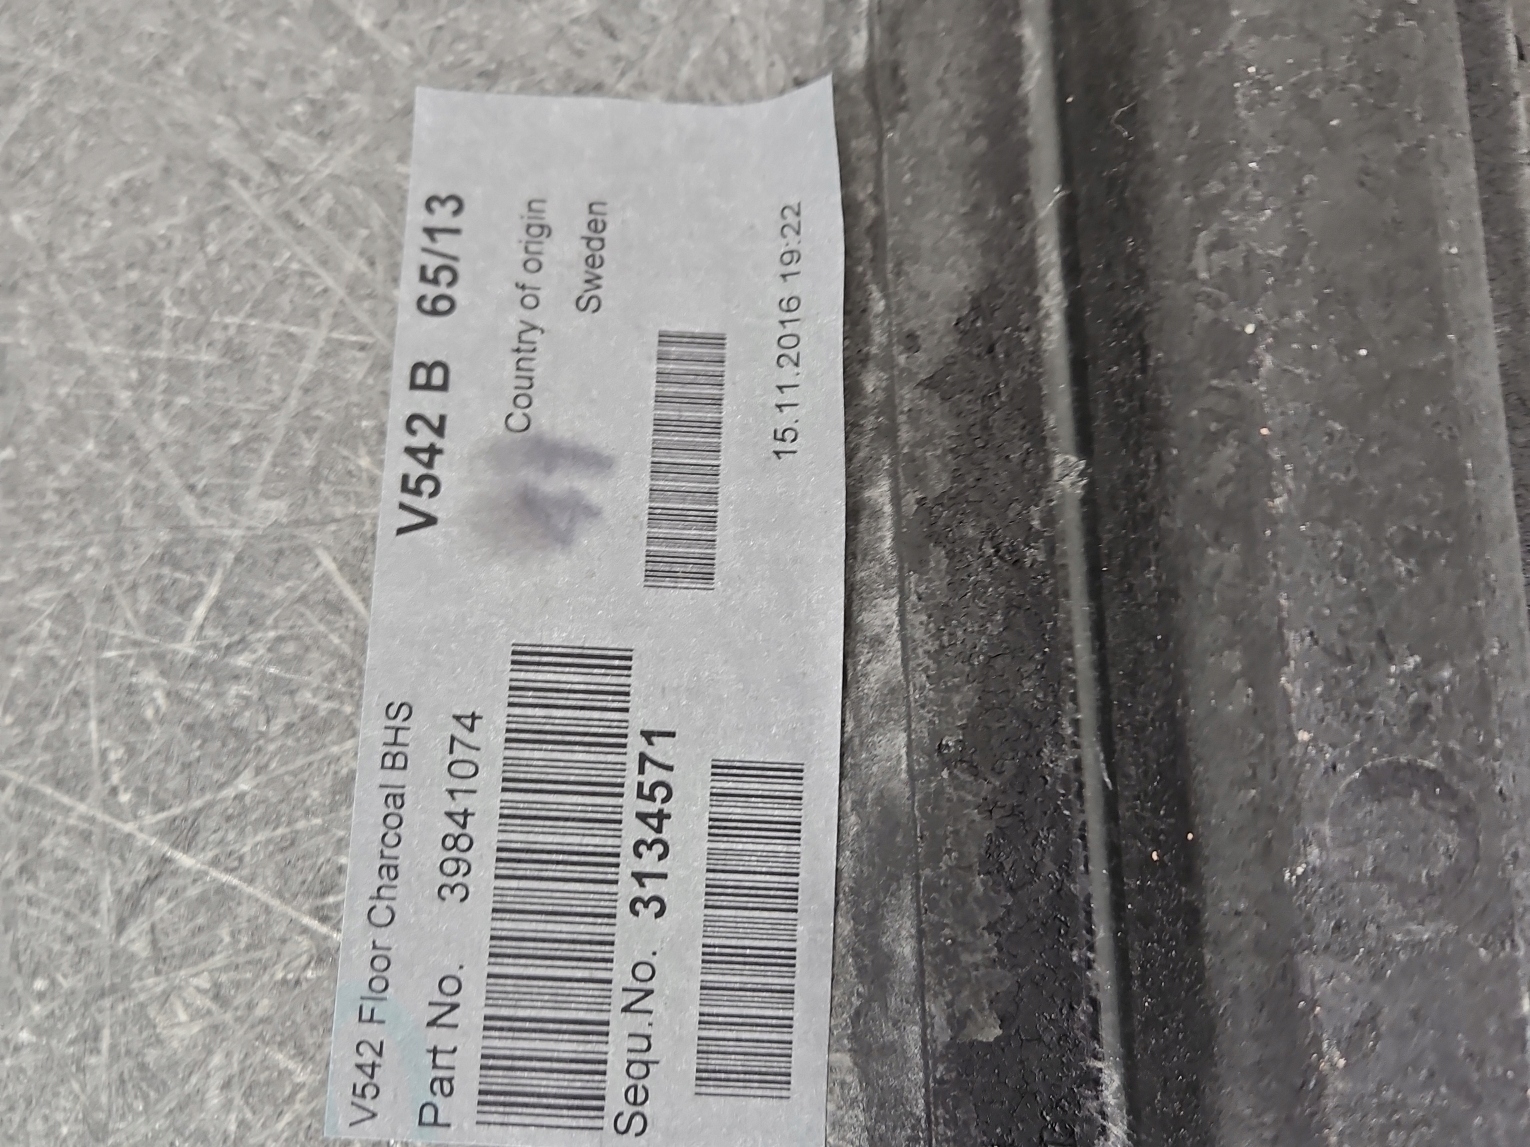 V542 B 65/13
V542 Floor Charcoal BHS
Part No. 39841074
Country of origin
Sweden
Sequ.No. 3134571
15.11.2016 19:22